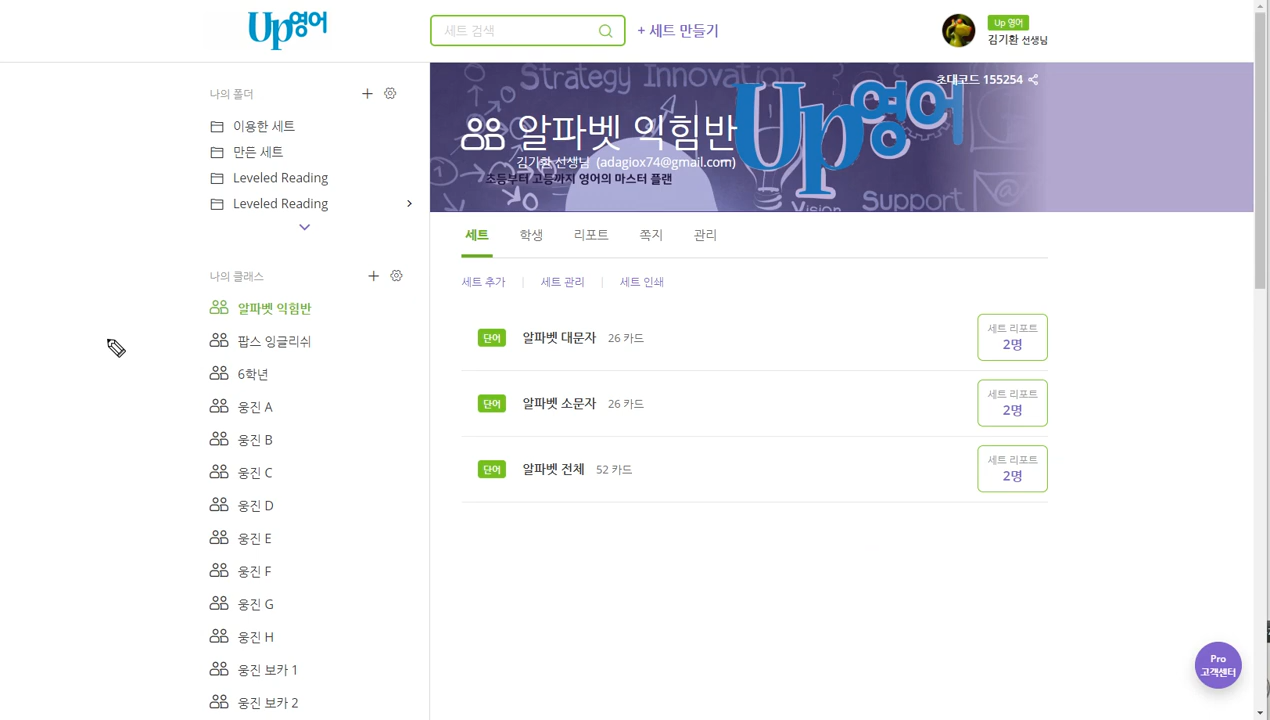 Up영어
세트 검색
+ 세트 만들기
Up 영어
김기환 선생님
나의 폴더
이용한 세트
만든 세트
Leveled Reading
Leveled Reading
나의 클래스
알파벳 익힘반
팝스 잉글리쉬
6학년
웅진 A
웅진 B
웅진 C
웅진 D
웅진 E
웅진 F
웅진 G
웅진 H
웅진 보카 1
웅진 보카 2
Strategy Innovation
초대코드 155254
Up영어
알파벳 익힘반
김기환 선생님 (adagiox74@gmail.com)
초등부터 고등까지 영어의 마스터 플랜
Vision
Support
세트 학생 리포트 쪽지 관리
세트 추가 | 세트 관리 | 세트 인쇄
단어 알파벳 대문자 26 카드
세트 리포트
2명
단어 알파벳 소문자 26 카드
세트 리포트
2명
단어 알파벳 전체 52 카드
세트 리포트
2명
Pro
고객센터